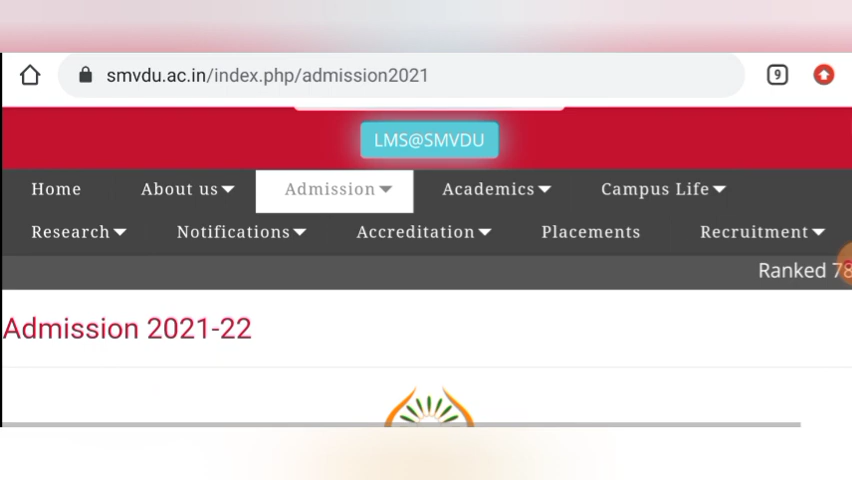 smvdu.ac.in/index.php/admission2021
9
LMS@SMVDU
Home About us Admission Academics Campus Life
Research Notifications Accreditation Placements Recruitment
Ranked 78
Admission 2021-22